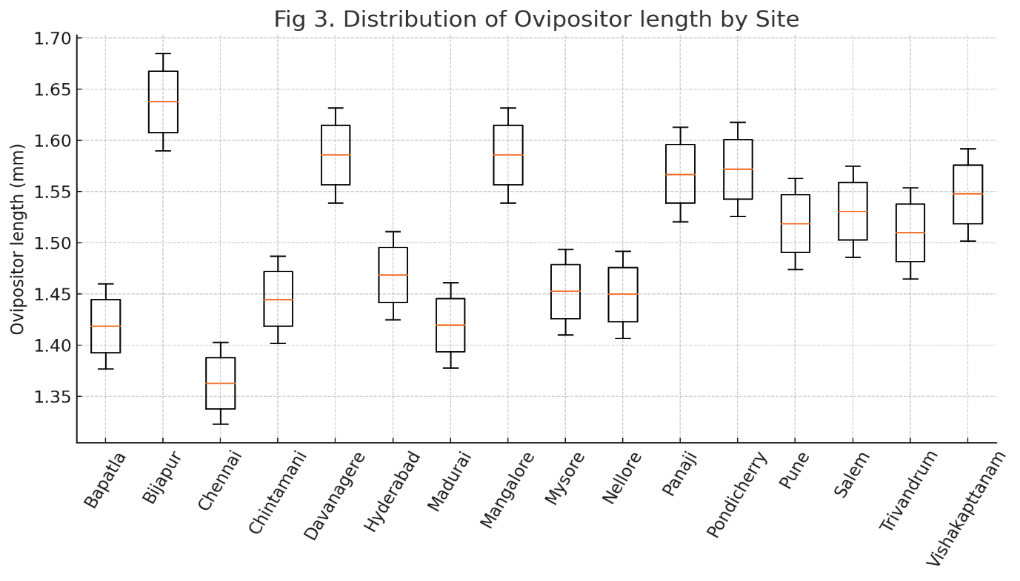 Fig 3. Distribution of Ovipositor length by Site
Ovipositor length (mm)
1.70
1.65
1.60
1.55
1.50
1.45
1.40
1.35
Bapatla
Bijapur
Chennai
Chintamani
Davanagere
Hyderabad
Madurai
Mangalore
Mysore
Nellore
Panaji
Pondicherry
Pune
Salem
Trivandrum
Vishakapttanam